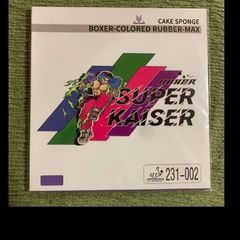 CAKE SPONGE
BOXER-COLORED RUBBER-MAX
SUPER
KAISER
231-002